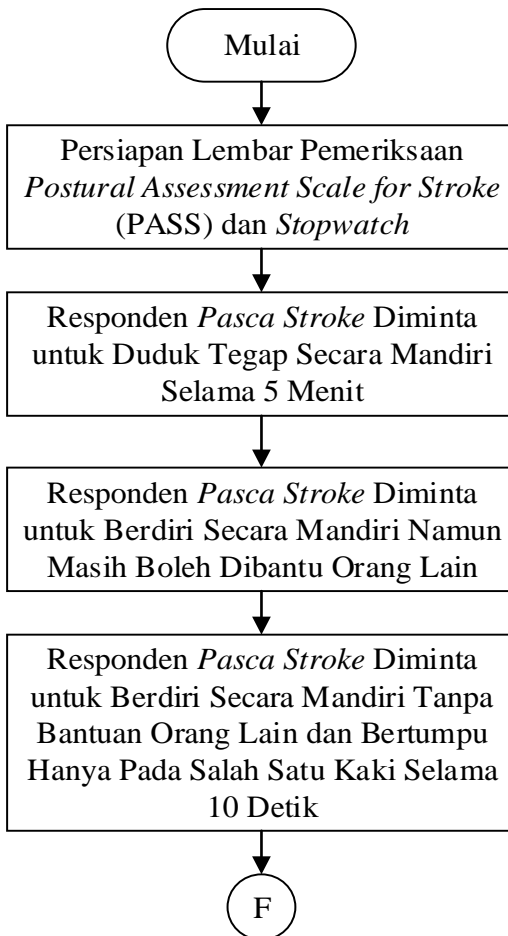 Mulai
Persiapan Lembar Pemeriksaan
Postural Assessment Scale for Stroke
(PASS) dan Stopwatch
Responden Pasca Stroke Diminta
untuk Duduk Tegap Secara Mandiri
Selama 5 Menit
Responden Pasca Stroke Diminta
untuk Berdiri Secara Mandiri Namun
Masih Boleh Dibantu Orang Lain
Responden Pasca Stroke Diminta
untuk Berdiri Secara Mandiri Tanpa
Bantuan Orang Lain dan Bertumpu
Hanya Pada Salah Satu Kaki Selama
10 Detik
F